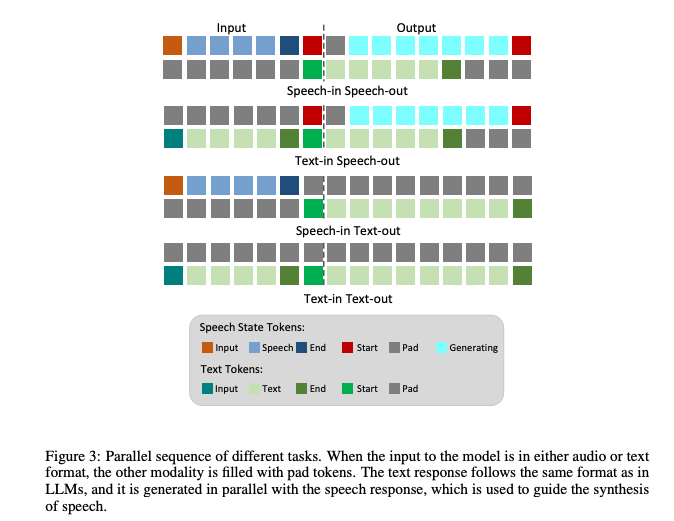 Input Output
Speech-in Speech-out
Text-in Speech-out
Speech-in Text-out
Text-in Text-out
Speech State Tokens:
Input Speech End Start Pad Generating
Text Tokens:
Input Text End Start Pad
Figure 3: Parallel sequence of different tasks. When the input to the model is in either audio or text
format, the other modality is filled with pad tokens. The text response follows the same format as in
LLMs, and it is generated in parallel with the speech response, which is used to guide the synthesis
of speech.